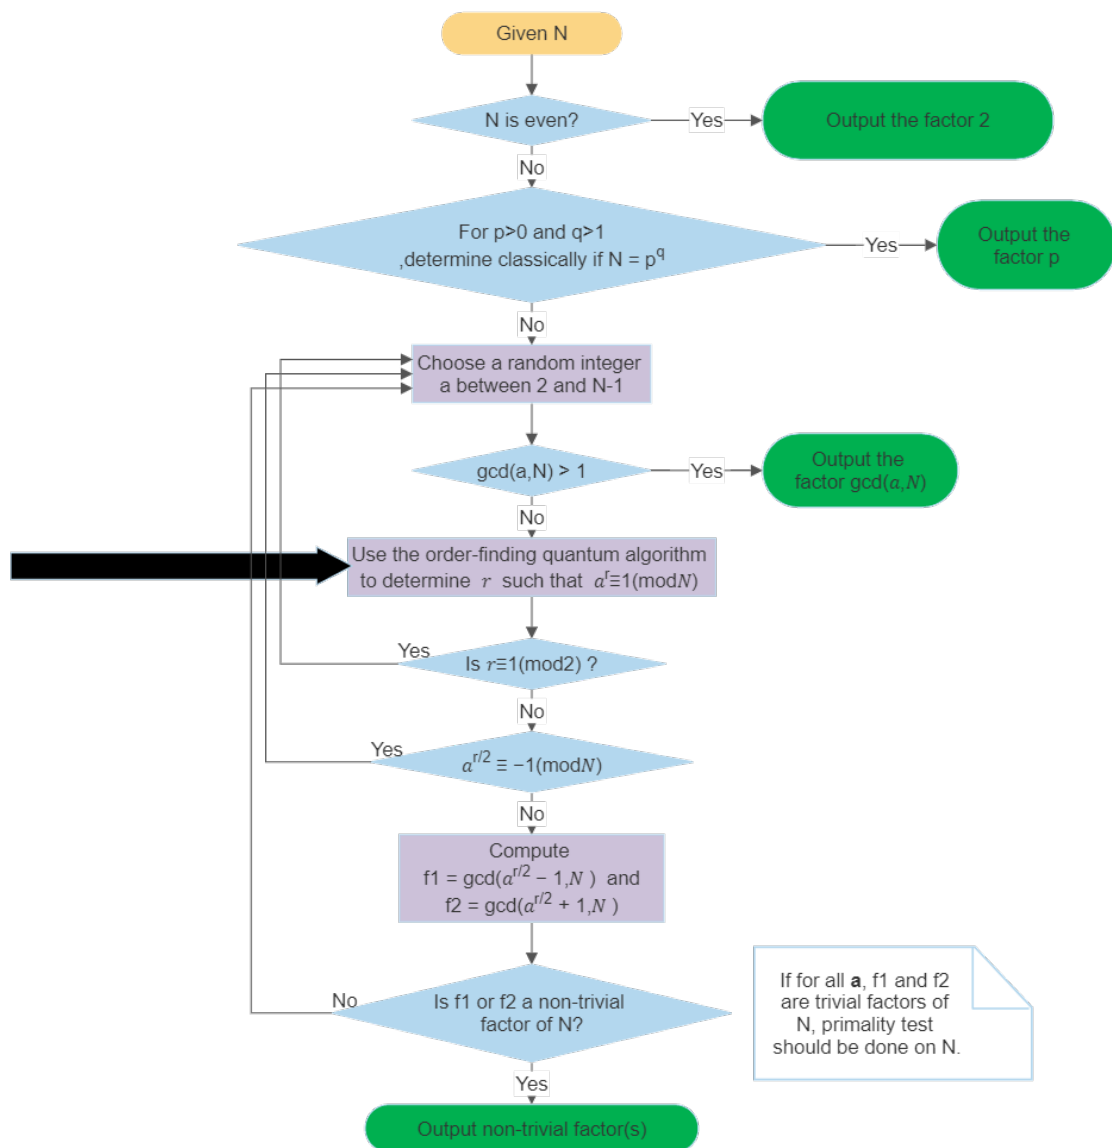 Given N
N is even?
Yes
Output the factor 2
No
For p>0 and q>1
,determine classically if N = p^q
Yes
Output the
factor p
No
Choose a random integer
a between 2 and N-1
gcd(a,N) > 1
Yes
Output the
factor gcd(a,N)
No
Use the order-finding quantum algorithm
to determine r such that a^r≡1(modN)
Yes
Is r≡1(mod2) ?
No
Yes
a^r/2 ≡ −1(modN)
No
Compute
f1 = gcd(a^r/2 − 1,N ) and
f2 = gcd(a^r/2 + 1,N )
No
Is f1 or f2 a non-trivial
factor of N?
If for all a, f1 and f2
are trivial factors of
N, primality test
should be done on N.
Yes
Output non-trivial factor(s)